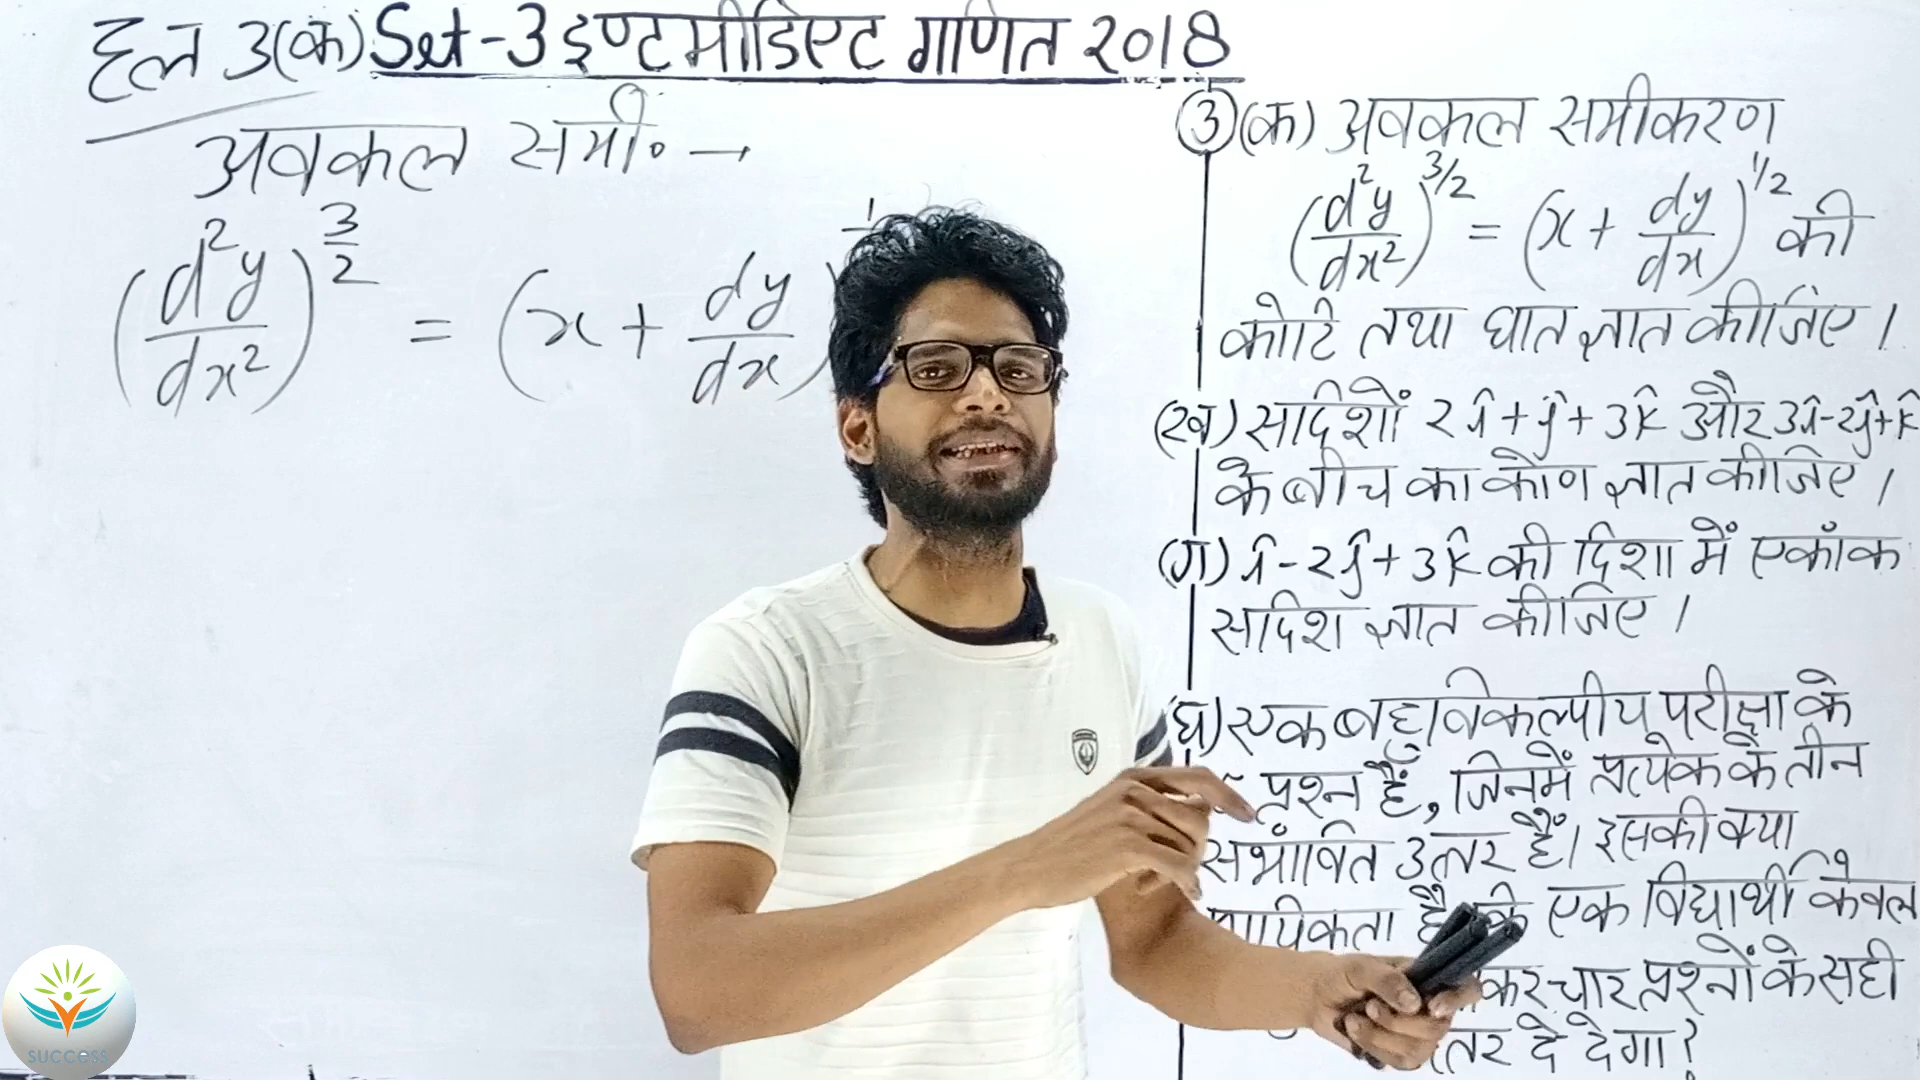 हल 3(क) Set-3 इण्टमीडिएट गणित 2018
अवकल समी० →
(d²y/dx²)^3/2 = (x + dy/dx)
③(क) अवकल समीकरण
(d²y/dx²)^3/2 = (x + dy/dx)^1/2 की
कोटि तथा घात ज्ञात कीजिए।
(ख) सदिशों 2î+ĵ+3k̂ और 3î-2ĵ+k̂
के बीच का कोण ज्ञात कीजिए।
(ग) î-2ĵ+3k̂ की दिशा में एकाँक
सदिश ज्ञात कीजिए।
(घ) एक बहुविकल्पीय परीक्षा के
प्रश्न हैं, जिनमें प्रत्येक के तीन
संभावित उत्तर हैं। इसकी क्या
प्रायिकता है कि एक विद्यार्थी केवल
कर चार प्रश्नों के सही
दे देगा?
success